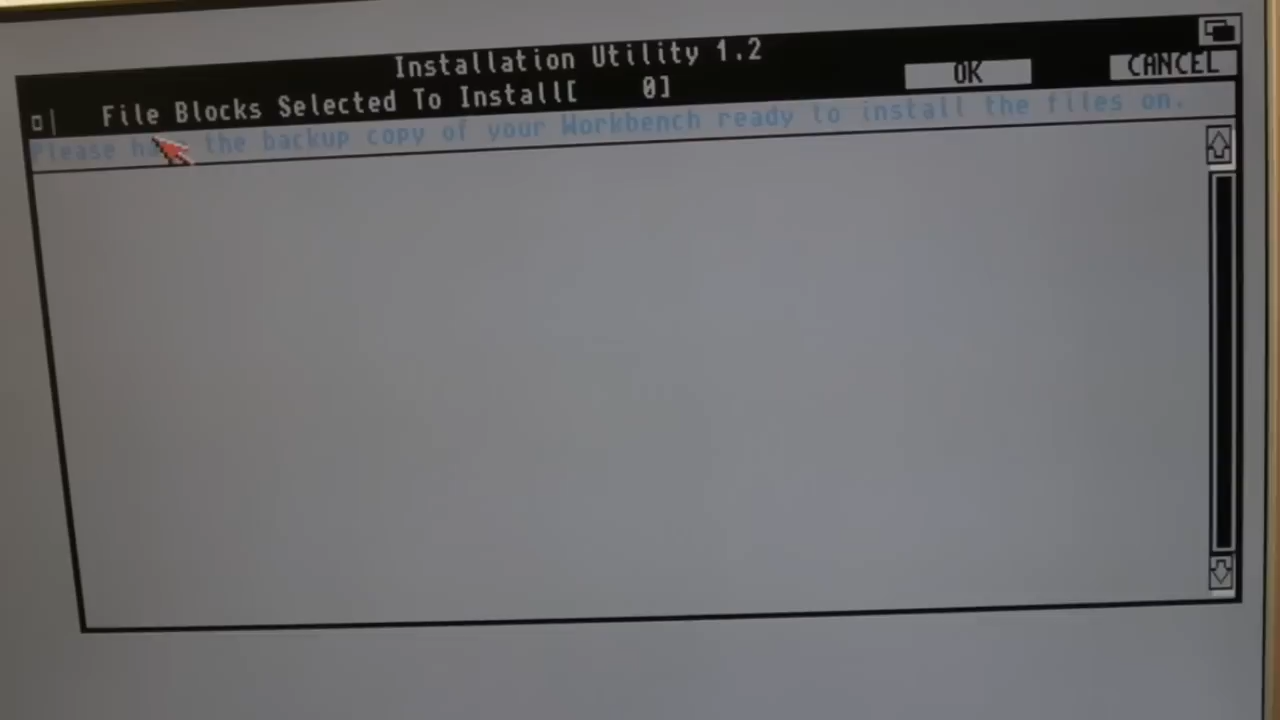 Installation Utility 1.2
File Blocks Selected To Install[ 0] OK CANCEL
Please the backup copy of your Workbench ready to install the files on.